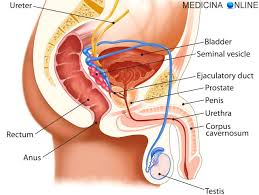 Ureter
MEDICINA ONLINE
Bladder
Seminal vesicle
Ejaculatory duct
Prostate
Penis
Urethra
Corpus
cavernosum
Rectum
Anus
Testis